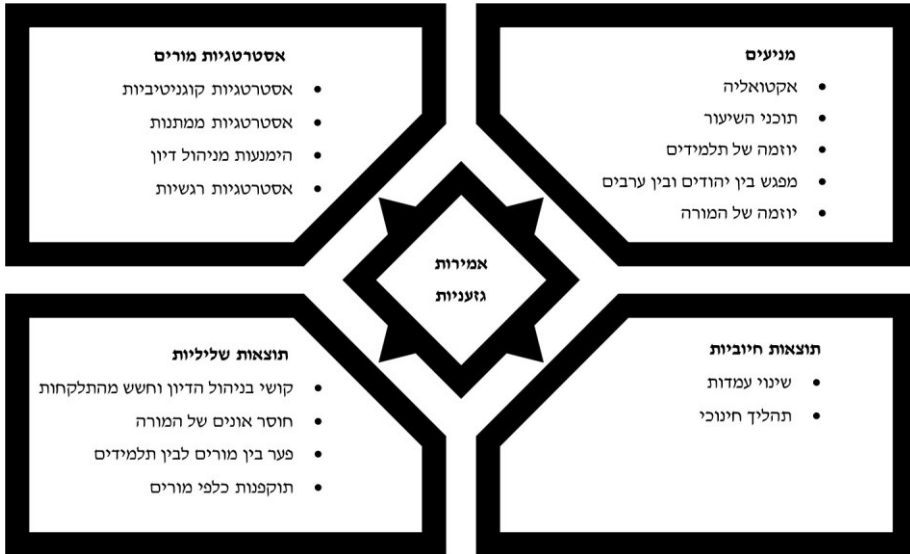 מניעים
• אקטואליה
• תוכני השיעור
• יוזמה של תלמידים
• מפגש בין יהודים ובין ערבים
• יוזמה של המורה
אסטרטגיות מורים
• אסטרטגיות קוגניטיביות
• אסטרטגיות ממתנות
• הימנעות מניהול דיון
• אסטרטגיות רגשיות
אמירות
גזעניות
תוצאות חיוביות
• שינוי עמדות
• תהליך חינוכי
תוצאות שליליות
• קושי בניהול הדיון וחשש מהתלקחות
• חוסר אונים של המורה
• פער בין מורים לבין תלמידים
• תוקפנות כלפי מורים